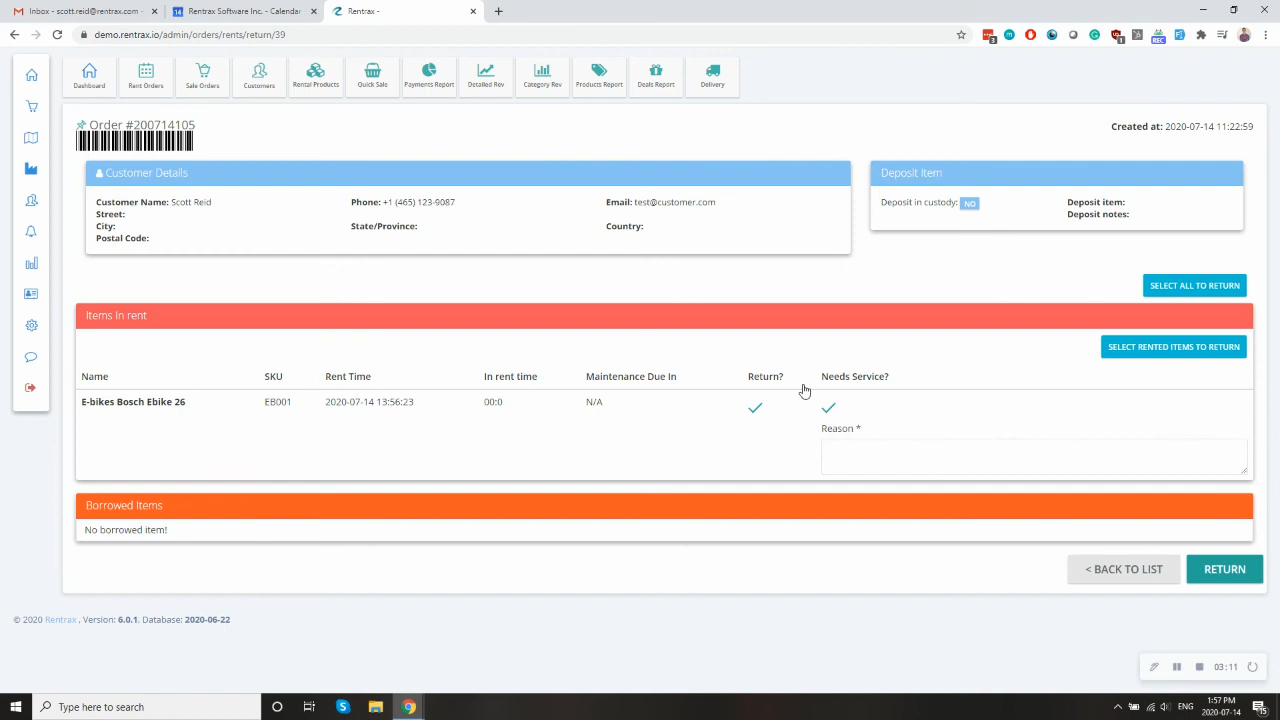 Inbox - scott.reid@rentrax.com -
Rentrax Software Inc. - Calendar
Rentrax -
demo.rentrax.io/admin/orders/rents/return/39
Dashboard
Rent Orders
Sale Orders
Customers
Rental Products
Quick Sale
Payments Report
Detailed Rev
Category Rev
Products Report
Deals Report
Delivery
Order #200714105
Created at: 2020-07-14 11:22:59
Customer Details
Customer Name: Scott Reid
Street:
City:
Postal Code:
Phone: +1 (465) 123-9087
State/Province:
Email: test@customer.com
Country:
Deposit Item
Deposit in custody: NO
Deposit item:
Deposit notes:
SELECT ALL TO RETURN
Items In rent
SELECT RENTED ITEMS TO RETURN
Name SKU Rent Time In rent time Maintenance Due In Return? Needs Service?
E-bikes Bosch Ebike 26 EB001 2020-07-14 13:56:23 00:0 N/A
Reason *
Borrowed Items
No borrowed item!
< BACK TO LIST
RETURN
© 2020 Rentrax , Version: 6.0.1. Database: 2020-06-22
03:11
Type here to search
ENG
1:57 PM
2020-07-14